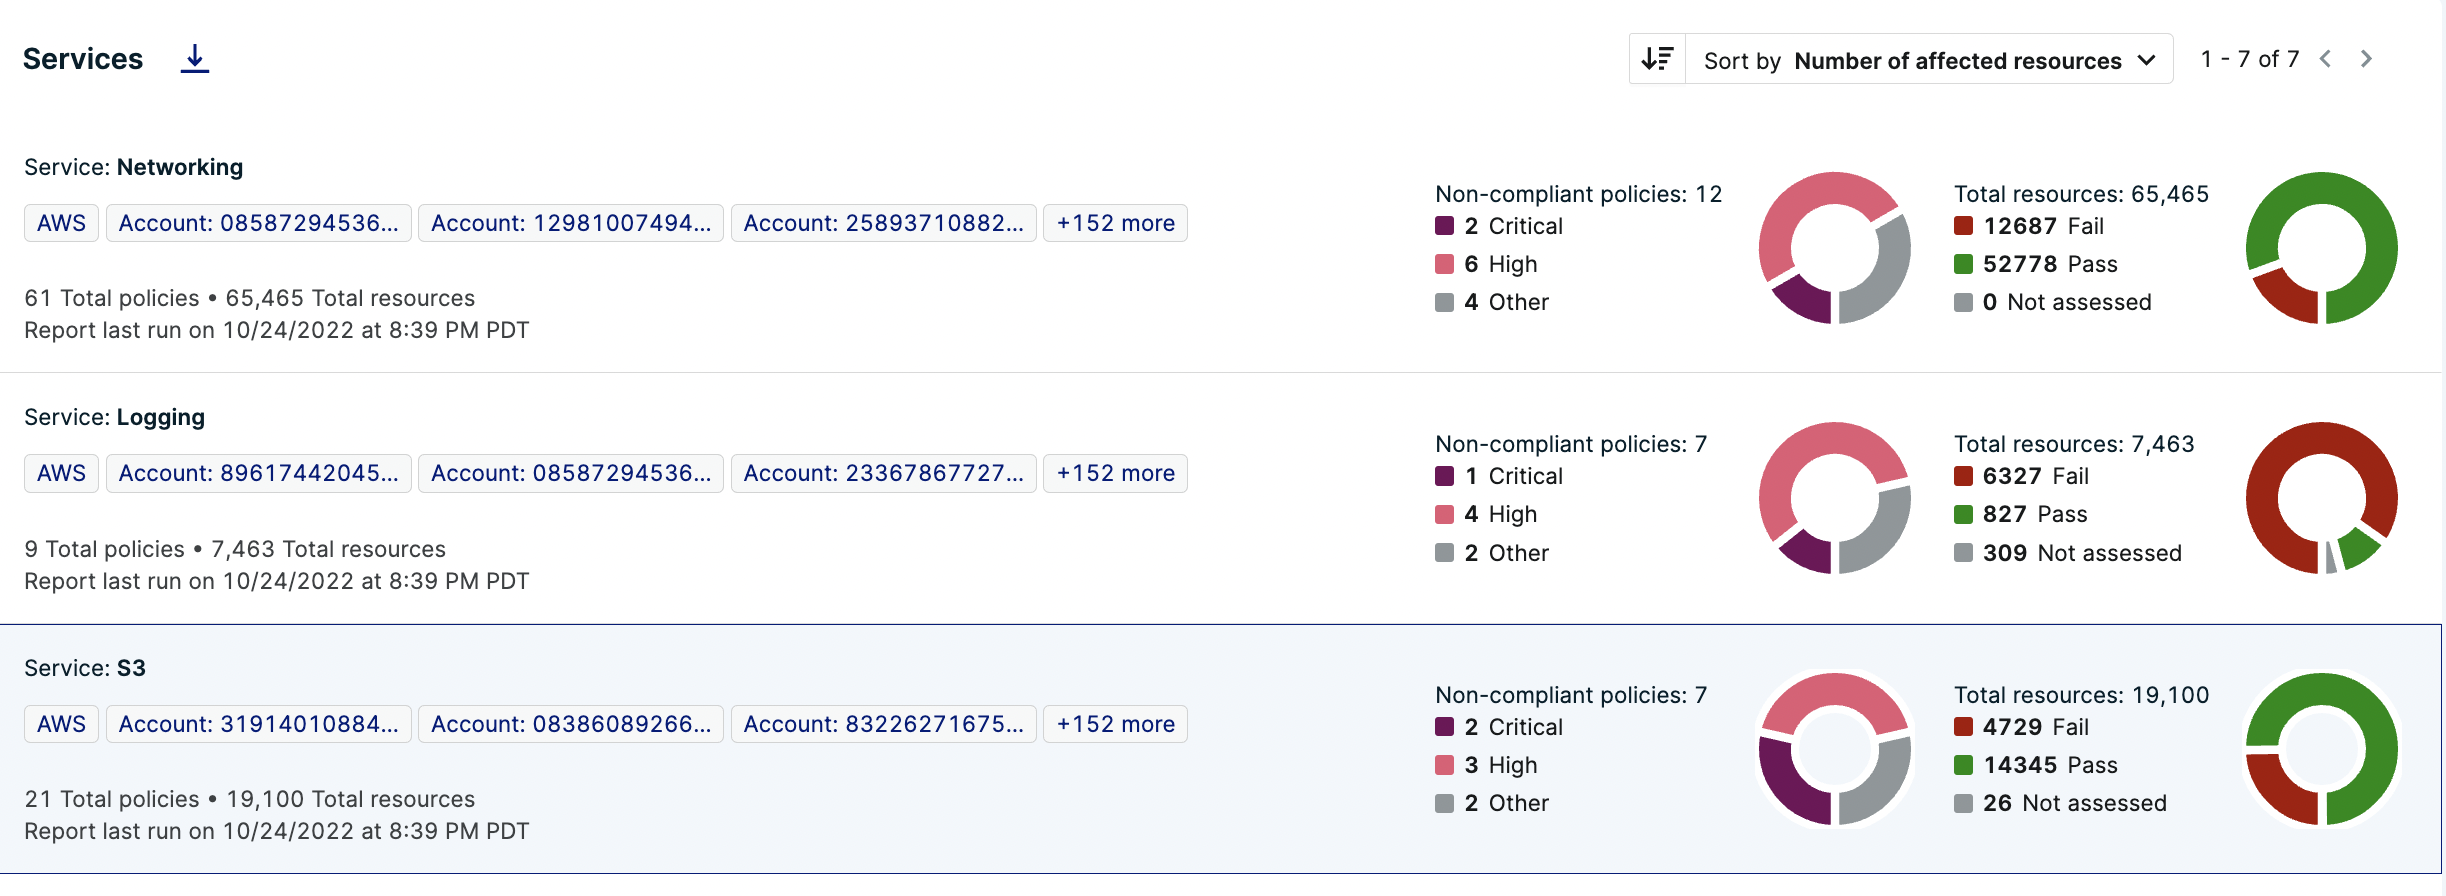 Services
Sort by Number of affected resources
1 - 7 of 7
Service: Networking
AWS
Account: 08587294536...
Account: 12981007494...
Account: 25893710882...
+152 more
61 Total policies • 65,465 Total resources
Report last run on 10/24/2022 at 8:39 PM PDT
Non-compliant policies: 12
2 Critical
6 High
4 Other
Total resources: 65,465
12687 Fail
52778 Pass
0 Not assessed
Service: Logging
AWS
Account: 89617442045...
Account: 08587294536...
Account: 23367867727...
+152 more
9 Total policies • 7,463 Total resources
Report last run on 10/24/2022 at 8:39 PM PDT
Non-compliant policies: 7
1 Critical
4 High
2 Other
Total resources: 7,463
6327 Fail
827 Pass
309 Not assessed
Service: S3
AWS
Account: 31914010884...
Account: 08386089266...
Account: 83226271675...
+152 more
21 Total policies • 19,100 Total resources
Report last run on 10/24/2022 at 8:39 PM PDT
Non-compliant policies: 7
2 Critical
3 High
2 Other
Total resources: 19,100
4729 Fail
14345 Pass
26 Not assessed